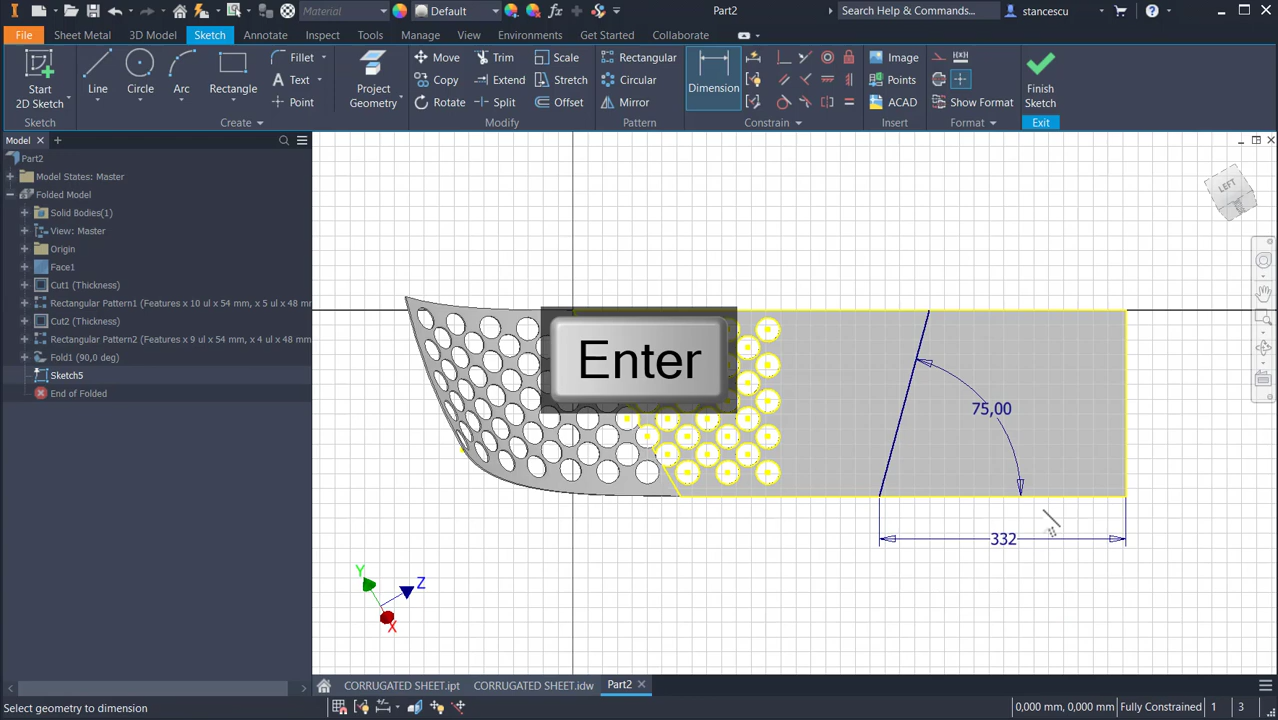 Material
Default
Part2
Search Help & Commands...
stancescu
File
Sheet Metal
3D Model
Sketch
Annotate
Inspect
Tools
Manage
View
Environments
Get Started
Collaborate
Start
2D Sketch
Line
Circle
Arc
Rectangle
Fillet
Text
Point
Project
Geometry
Move
Copy
Rotate
Trim
Extend
Split
Scale
Stretch
Offset
Rectangular
Circular
Mirror
Dimension
Image
Points
ACAD
Show Format
Finish
Sketch
Sketch
Create
Modify
Pattern
Constrain
Insert
Format
Exit
Model
Part2
Model States: Master
Folded Model
Solid Bodies(1)
View: Master
Origin
Face1
Cut1 (Thickness)
Rectangular Pattern1 (Features x 10 ul x 54 mm, x 5 ul x 48 mm
Cut2 (Thickness)
Rectangular Pattern2 (Features x 9 ul x 54 mm, x 4 ul x 48 mm
Fold1 (90,0 deg)
Sketch5
End of Folded
LEFT
Enter
75,00
332
Y
Z
X
CORRUGATED SHEET.ipt
CORRUGATED SHEET.idw
Part2
Select geometry to dimension
0,000 mm, 0,000 mm
Fully Constrained
1
3